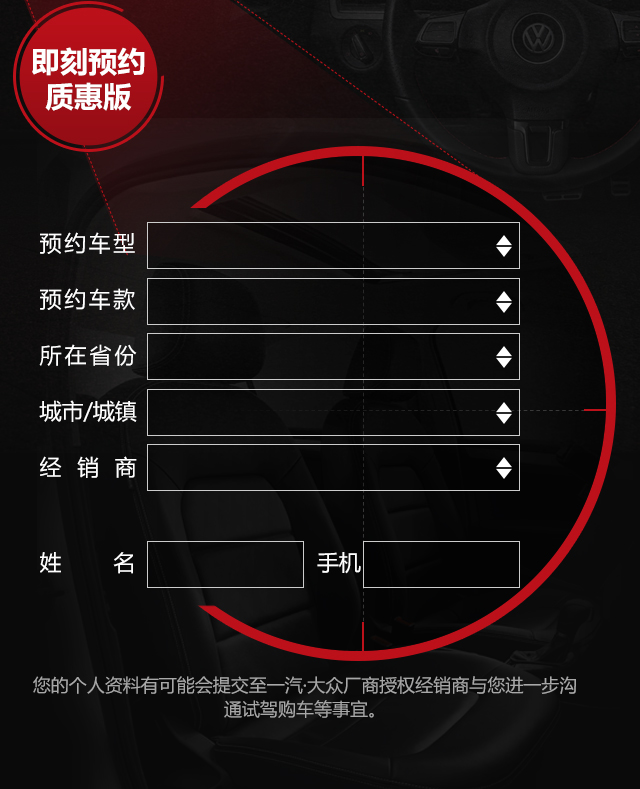 即刻预约
质惠版
预约车型
预约车款
所在省份
城市/城镇
经销商
姓名 手机
您的个人资料有可能会提交至一汽·大众厂商授权经销商与您进一步沟
通试驾购车等事宜。